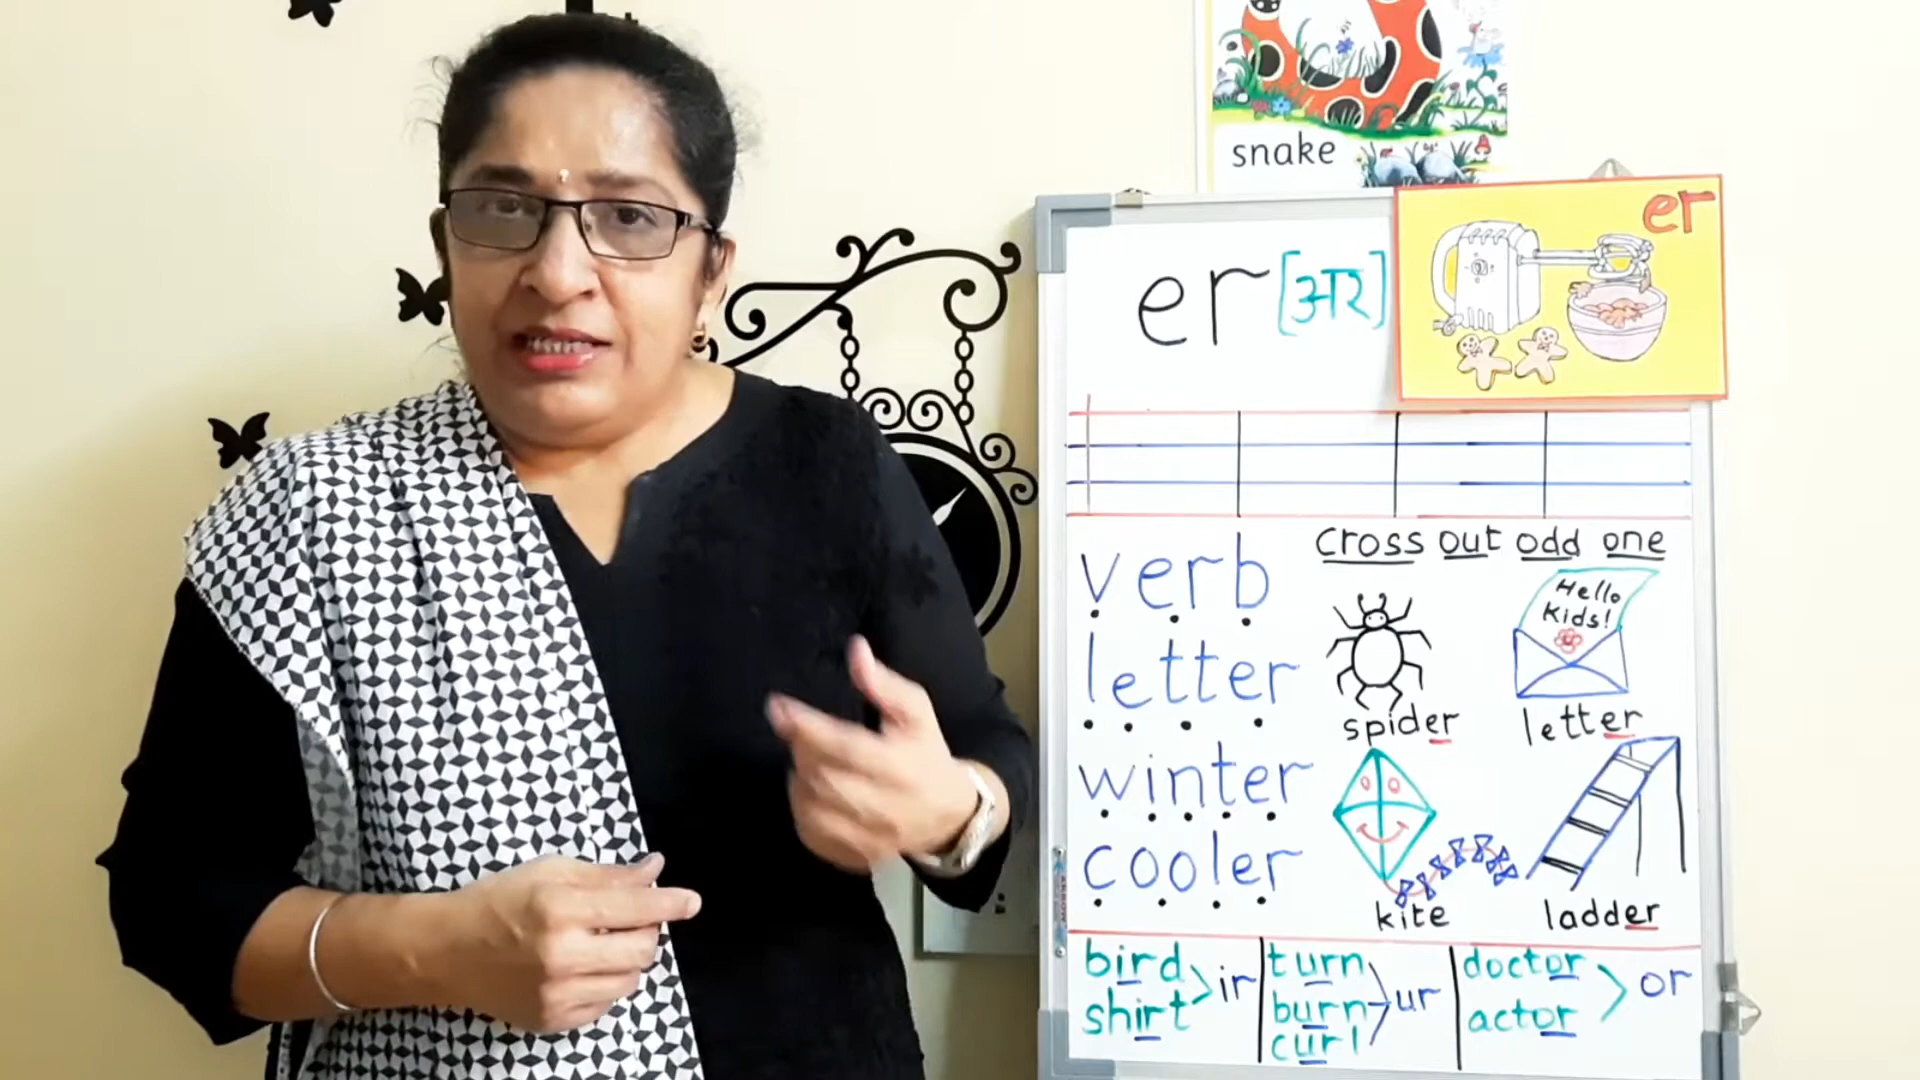 snake
er
er [अर]
cross out odd one
verb
letter
winter
cooler
Hello
Kids!
spider
letter
kite
ladder
bird
shirt
ir
turn
burn
curl
ur
doctor
actor
or